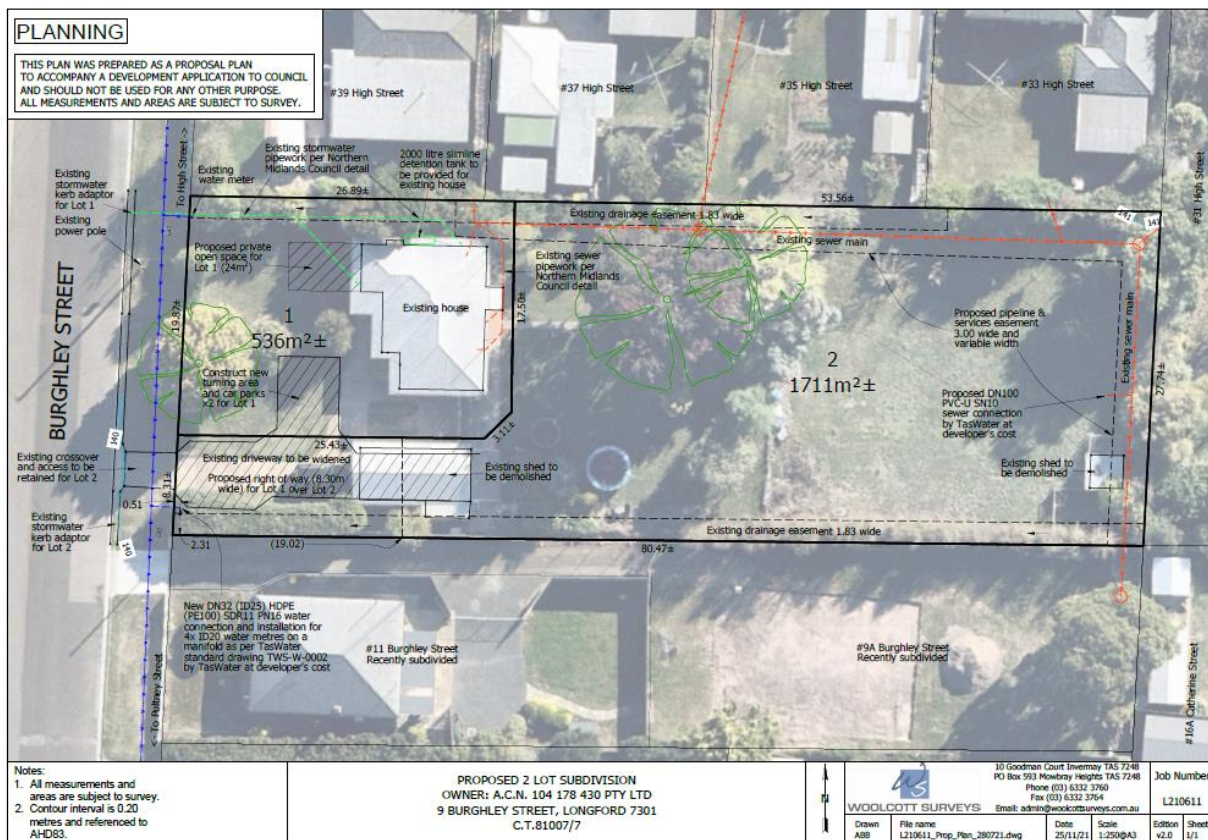 PLANNING
THIS PLAN WAS PREPARED AS A PROPOSAL PLAN
TO ACCOMPANY A DEVELOPMENT APPLICATION TO COUNCIL
AND SHOULD NOT BE USED FOR ANY OTHER PURPOSE.
ALL MEASUREMENTS AND AREAS ARE SUBJECT TO SURVEY.
#39 High Street
#37 High Street
#35 High Street
#33 High Street
#31 High Street
To High Street ->
Existing
stormwater
kerb adaptor
for Lot 1
Existing
power pole
Existing
water meter
Existing stormwater
pipework per Northern
Midlands Council detail
26.89±
2000 litre slimline
detention tank to
be provided for
existing house
53.56±
Existing drainage easement 1.83 wide
Existing sewer main
141
141
Proposed private
open space for
Lot 1 (24m²)
Existing house
Existing sewer
pipework per
Northern Midlands
Council detail
17.50±
19.87±
1
536m²±
Construct new
turning area
and car parks
x2 for Lot 1
BURGHLEY STREET
2
1711m²±
Proposed pipeline &
services easement
3.00 wide and
variable width
Existing sewer main
27.74±
Proposed DN100
PVC-U SN10
sewer connection
by TasWater at
developer's cost
Existing shed to
be demolished
3.11±
140
25.43±
Existing driveway to be widened
Proposed right of way (8.30m
wide) for Lot 1 over Lot 2
Existing shed to
be demolished
Existing crossover
and access to be
retained for Lot 2
8.31±
0.51
Existing
stormwater
kerb adaptor
for Lot 2
140
2.31
(19.02)
Existing drainage easement 1.83 wide
80.47±
New DN32 (ID25) HDPE
(PE100) SDR11 PN16 water
connection and installation for
4x ID20 water metres on a
manifold as per TasWater
standard drawing TWS-W-0002
by TasWater at developer's cost
#11 Burghley Street
Recently subdivided
#9A Burghley Street
Recently subdivided
#16A Catherine Street
<- To Pultney Street
Notes:
1. All measurements and
areas are subject to survey.
2. Contour interval is 0.20
metres and referenced to
AHD83.
PROPOSED 2 LOT SUBDIVISION
OWNER: A.C.N. 104 178 430 PTY LTD
9 BURGHLEY STREET, LONGFORD 7301
C.T.81007/7
N
WS
WOOLCOTT SURVEYS
10 Goodman Court Invermay TAS 7248
PO Box 593 Mowbray Heights TAS 7248
Phone (03) 6332 3760
Fax (03) 6332 3764
Email: admin@woolcottsurveys.com.au
Job Number
L210611
Drawn
ABB
File name
L210611_Prop_Plan_280721.dwg
Date
25/11/21
Scale
1:250@A3
Edition
v2.0
Sheet
1/1